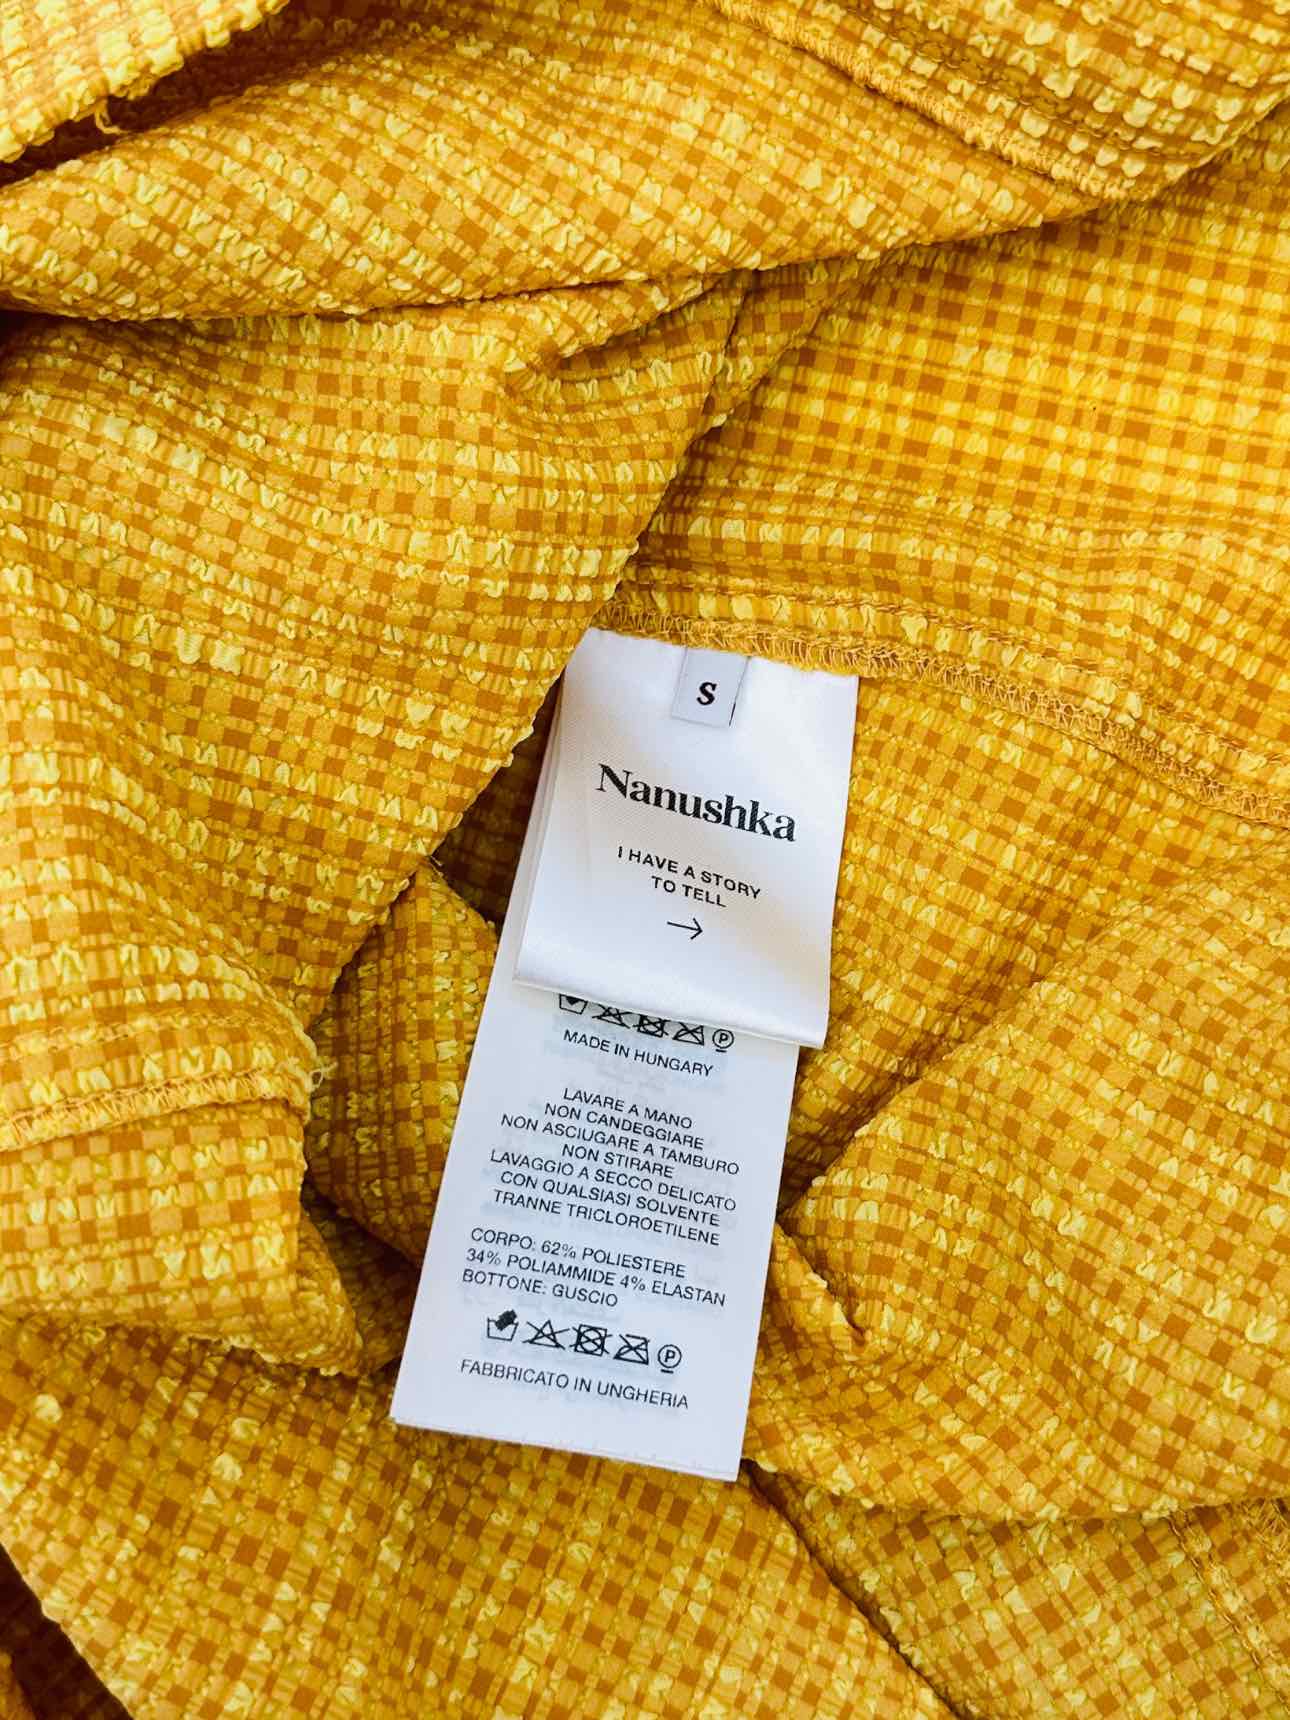 S
Nanushka
I HAVE A STORY
TO TELL
MADE IN HUNGARY
LAVARE A MANO
NON CANDEGGIARE
NON ASCIUGARE A TAMBURO
NON STIRARE
LAVAGGIO A SECCO DELICATO
CON QUALSIASI SOLVENTE
TRANNE TRICLOROETILENE
CORPO: 62% POLIESTERE
34% POLIAMMIDE 4% ELASTAN
BOTTONE: GUSCIO
P
FABBRICATO IN UNGHERIA